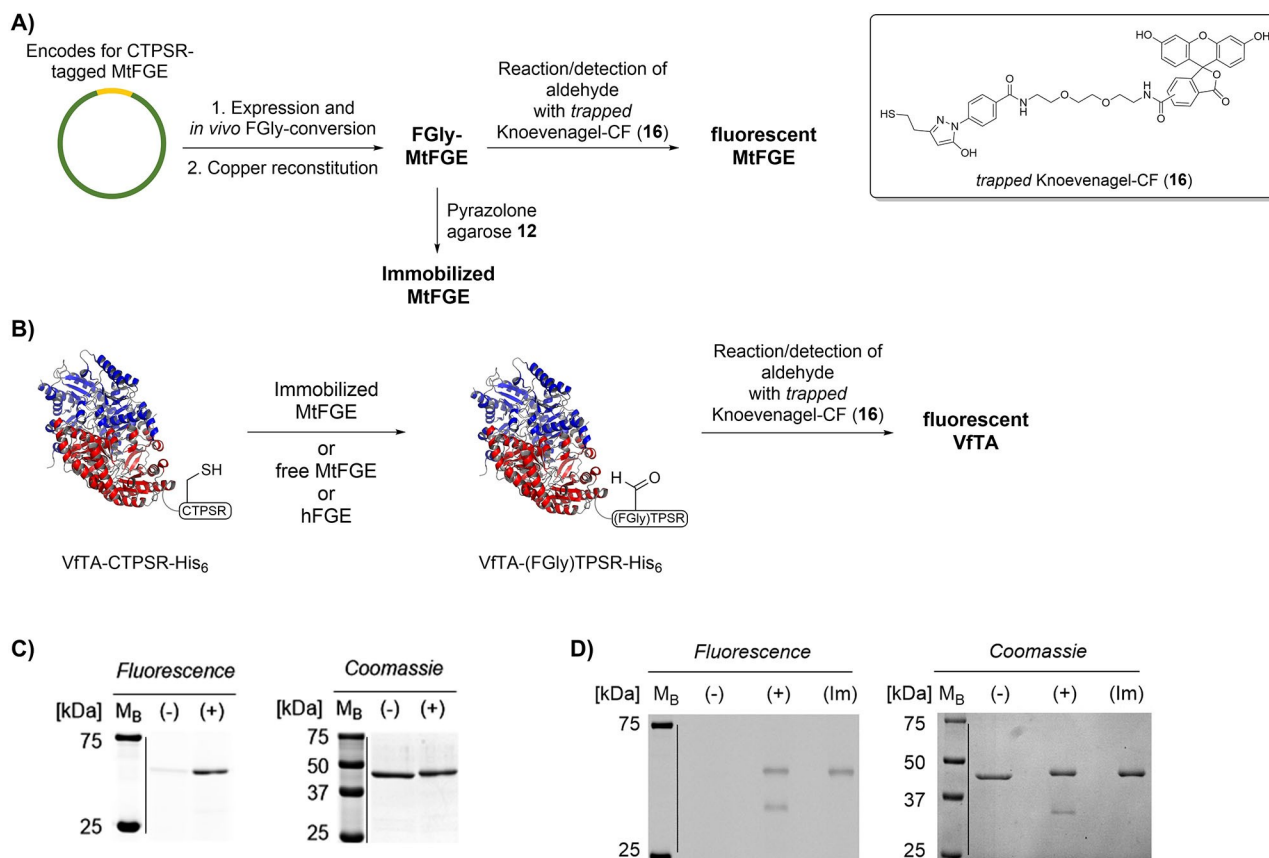 A)
Encodes for CTPSR-
tagged MtFGE
1. Expression and
in vivo FGly-conversion
2. Copper reconstitution
FGly-
MtFGE
Reaction/detection of
aldehyde
with trapped
Knoevenagel-CF (16)
fluorescent
MtFGE
Pyrazolone
agarose 12
Immobilized
MtFGE
HO
O
OH
O
O
O
N
H
O
O
H
N
O
HS
N
N
OH
trapped Knoevenagel-CF (16)
B)
SH
CTPSR
VfTA-CTPSR-His6
Immobilized
MtFGE
or
free MtFGE
or
hFGE
H
O
(FGly)TPSR
VfTA-(FGly)TPSR-His6
Reaction/detection of
aldehyde
with trapped
Knoevenagel-CF (16)
fluorescent
VfTA
C)
Fluorescence
[kDa] MB (-) (+)
75
25
Coomassie
[kDa] MB (-) (+)
75
50
37
25
D)
Fluorescence
[kDa] MB (-) (+) (Im)
75
25
Coomassie
[kDa] MB (-) (+) (Im)
75
50
37
25